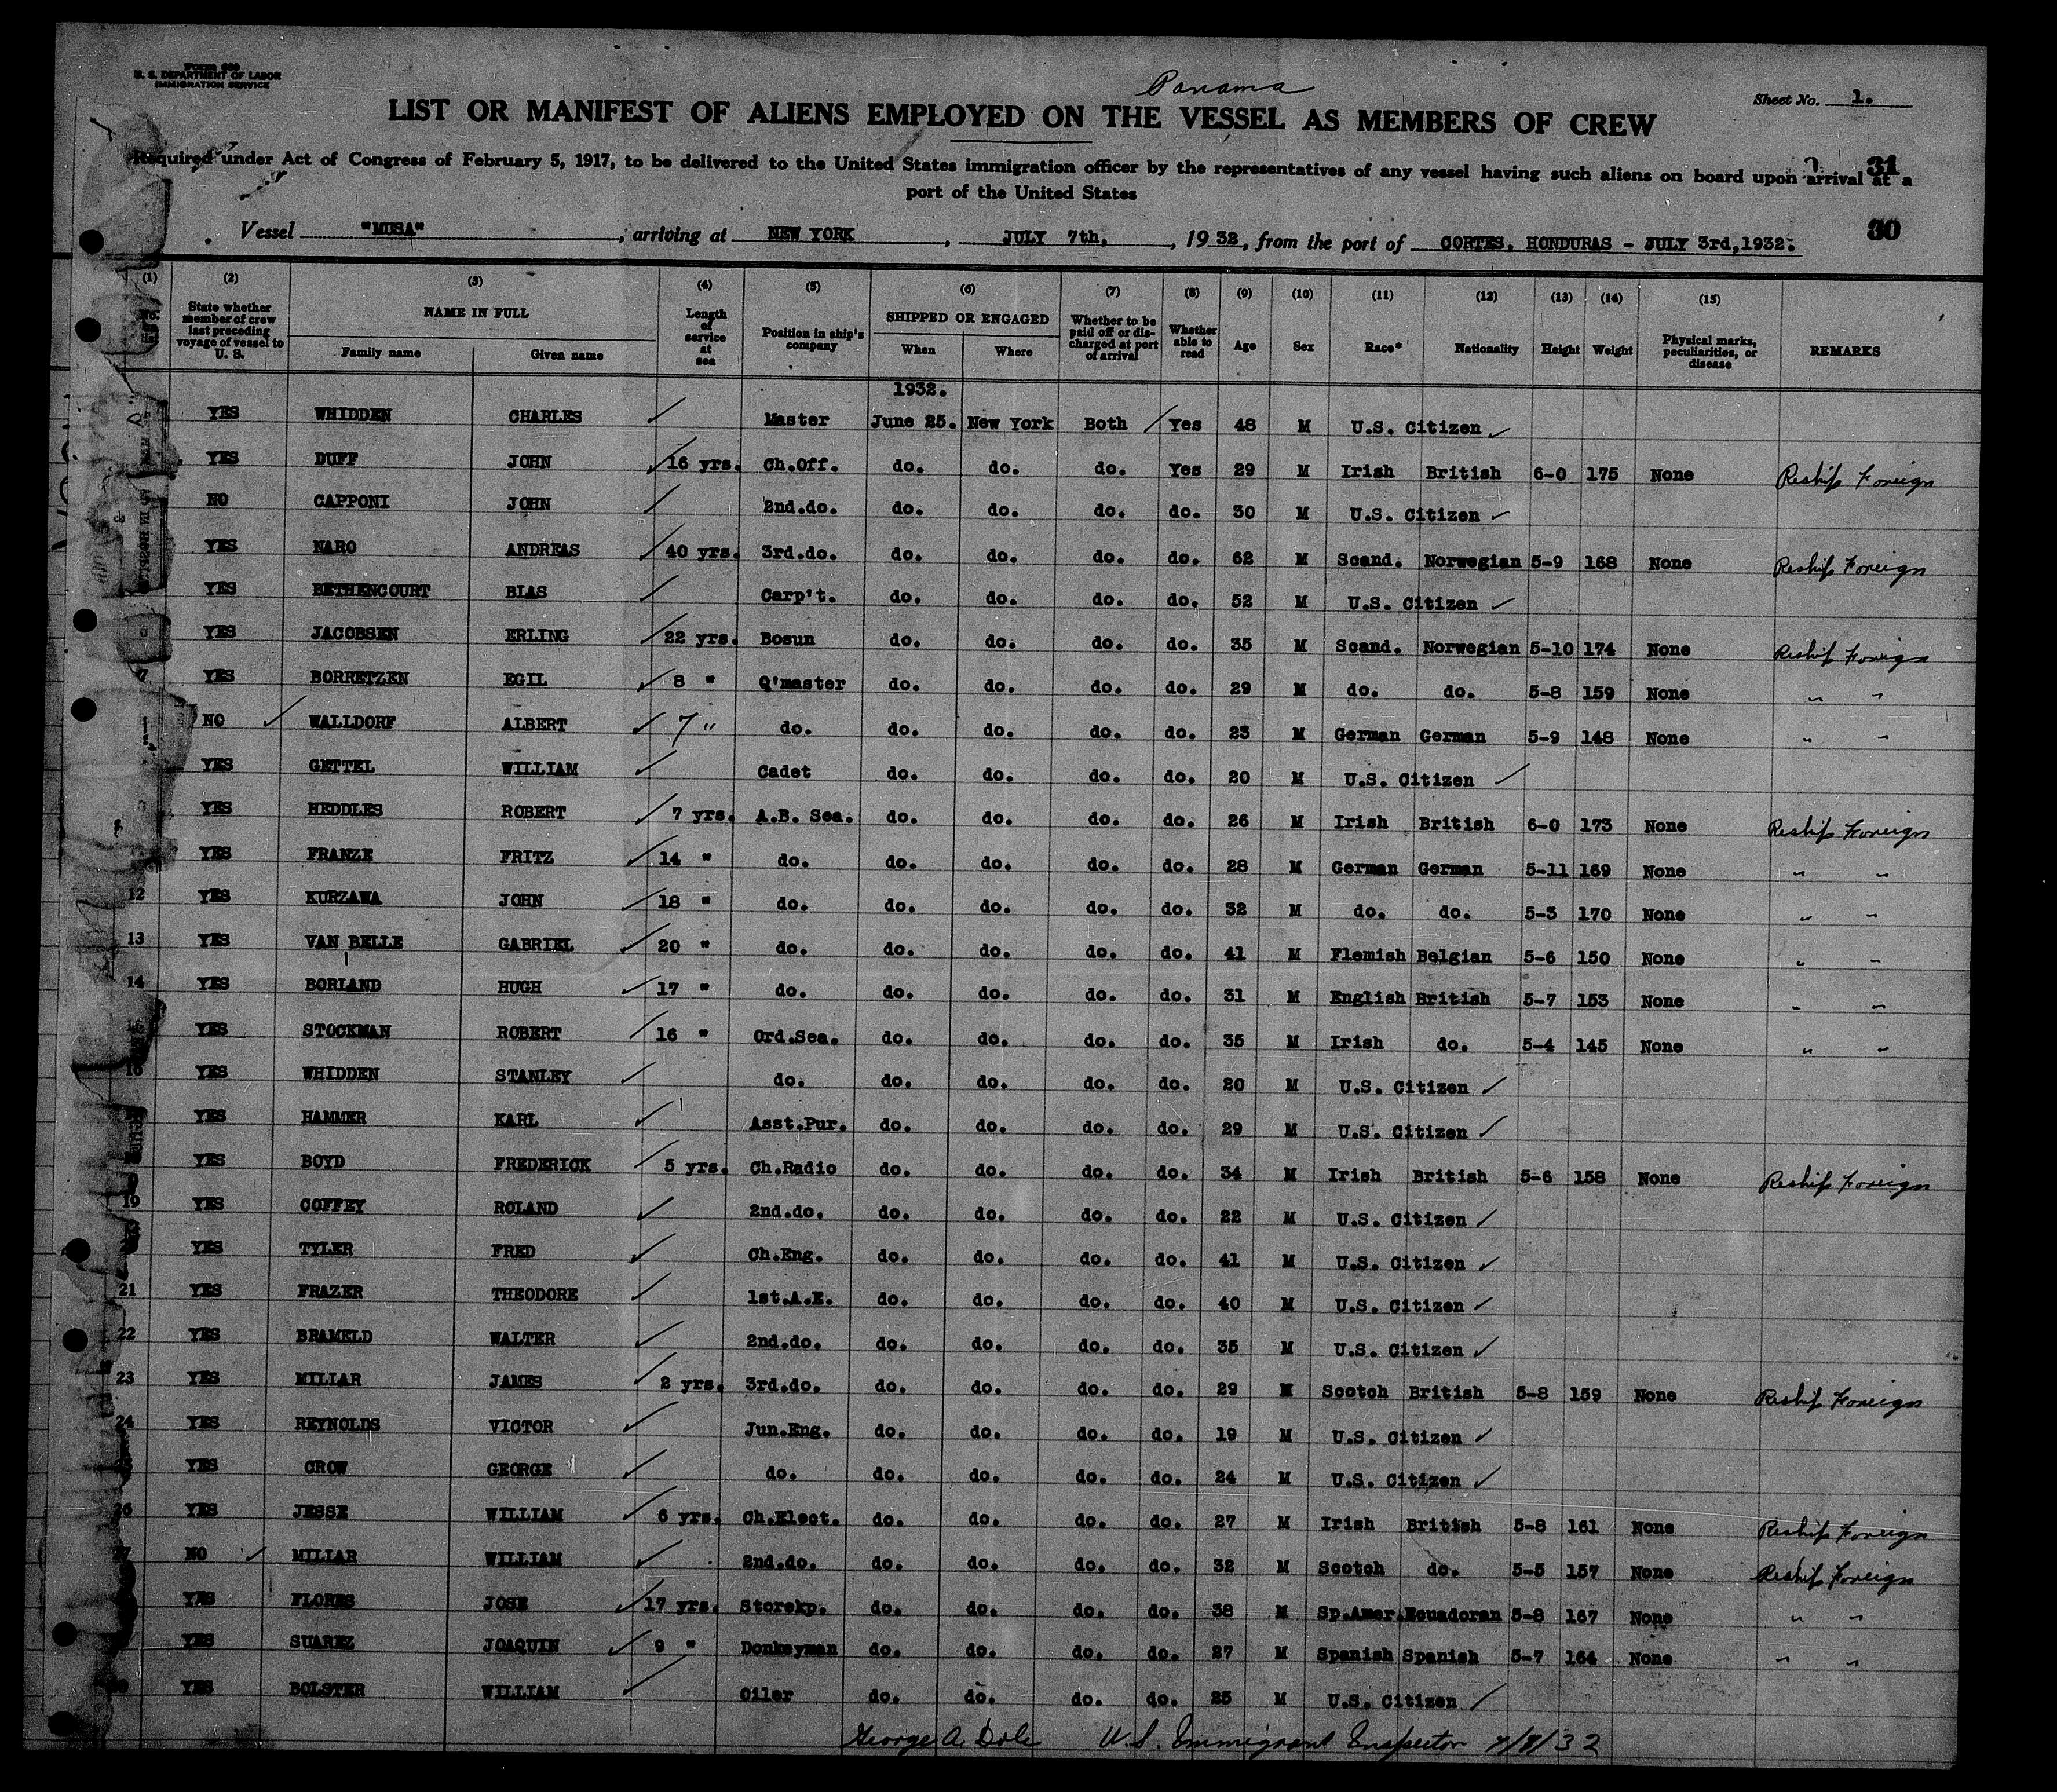 U. S. DEPARTMENT OF LABOR
IMMIGRATION SERVICE
Panama
Sheet No. 1.
LIST OR MANIFEST OF ALIENS EMPLOYED ON THE VESSEL AS MEMBERS OF CREW
Required under Act of Congress of February 5, 1917, to be delivered to the United States immigration officer by the representatives of any vessel having such aliens on board upon arrival at a
port of the United States
31
30
Vessel "MUSA", arriving at NEW YORK, JULY 7th, 1932, from the port of CORTES, HONDURAS - JULY 3rd, 1932.
(1) (2) (3) (4) (5) (6) (7) (8) (9) (10) (11) (12) (13) (14) (15)
State whether member of crew last preceding voyage of vessel to U. S. NAME IN FULL Family name Given name Length of service at sea Position in ship's company SHIPPED OR ENGAGED When Where Whether to be paid off or discharged at port of arrival Whether able to read Age Sex Race* Nationality Height Weight Physical marks, peculiarities, or disease REMARKS
1932.
YES WHIDDEN CHARLES Master June 25. New York Both Yes 48 M U.S. Citizen
YES DUFF JOHN 16 yrs. Ch.Off. do. do. do. Yes 29 M Irish British 6-0 175 None Reship Foreign
NO CAPPONI JOHN 2nd.do. do. do. do. do. 30 M U.S. Citizen
YES NARO ANDREAS 40 yrs. 3rd.do. do. do. do. do. 62 M Scand. Norwegian 5-9 168 None Reship Foreign
YES BETHENCOURT BLAS Carp't. do. do. do. do. 52 M U.S. Citizen
6 YES JACOBSEN ERLING 22 yrs. Bosun do. do. do. do. 35 M Scand. Norwegian 5-10 174 None Reship Foreign
7 YES BORRETZEN EGIL 8 " Q'master do. do. do. do. 29 M do. do. 5-8 159 None " "
NO WALLDORF ALBERT 7 " do. do. do. do. do. 23 M German German 5-9 148 None " "
YES GETTEL WILLIAM Cadet do. do. do. do. 20 M U.S. Citizen
YES HEDDLES ROBERT 7 yrs. A.B. Sea. do. do. do. do. 26 M Irish British 6-0 173 None Reship Foreign
YES FRANZE FRITZ 14 " do. do. do. do. do. 28 M German German 5-11 169 None " "
12 YES KURZAWA JOHN 18 " do. do. do. do. do. 32 M do. do. 5-3 170 None " "
13 YES VAN BELLE GABRIEL 20 " do. do. do. do. do. 41 M Flemish Belgian 5-6 150 None " "
14 YES BORLAND HUGH 17 " do. do. do. do. do. 31 M English British 5-7 153 None " "
YES STOCKMAN ROBERT 16 " Ord.Sea. do. do. do. do. 35 M Irish do. 5-4 145 None " "
16 YES WHIDDEN STANLEY do. do. do. do. do. 20 M U.S. Citizen
YES HAMMER KARL Asst.Pur. do. do. do. do. 29 M U.S. Citizen
YES BOYD FREDERICK 5 yrs. Ch.Radio do. do. do. do. 34 M Irish British 5-6 158 None Reship Foreign
19 YES COFFEY ROLAND 2nd.do. do. do. do. do. 22 M U.S. Citizen
YES TYLER FRED Ch.Eng. do. do. do. do. 41 M U.S. Citizen
21 YES FRAZER THEODORE 1st.A.E. do. do. do. do. 40 M U.S. Citizen
22 YES BRAMELD WALTER 2nd.do. do. do. do. do. 35 M U.S. Citizen
23 YES MILLAR JAMES 2 yrs. 3rd.do. do. do. do. do. 29 M Scotch British 5-8 159 None Reship Foreign
24 YES REYNOLDS VICTOR Jun.Eng. do. do. do. do. 19 M U.S. Citizen
YES CROW GEORGE do. do. do. do. do. 24 M U.S. Citizen
26 YES JESSE WILLIAM 6 yrs. Ch.Elect. do. do. do. do. 27 M Irish British 5-8 161 None Reship Foreign
27 NO MILLAR WILLIAM 2nd.do. do. do. do. do. 32 M Scotch do. 5-5 157 None Reship Foreign
YES FLORES JOSE 17 yrs. Storekp. do. do. do. do. 38 M Sp.Amer. Ecuadoran 5-8 167 None " "
YES SUAREZ JOAQUIN 9 " Donkeyman do. do. do. do. 27 M Spanish Spanish 5-7 164 None " "
30 YES BOLSTER WILLIAM Oiler do. do. do. do. 25 M U.S. Citizen
George A. Dole U.S. Immigrant Inspector 7/7/32